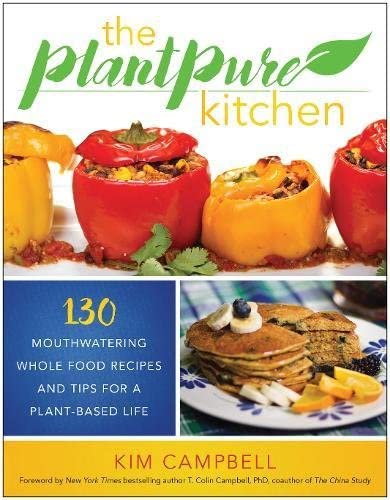 the
plantpure
kitchen
130
MOUTHWATERING
WHOLE FOOD RECIPES
AND TIPS FOR A
PLANT-BASED LIFE
KIM CAMPBELL
Foreword by New York Times bestselling author T. Colin Campbell, PhD, coauthor of The China Study